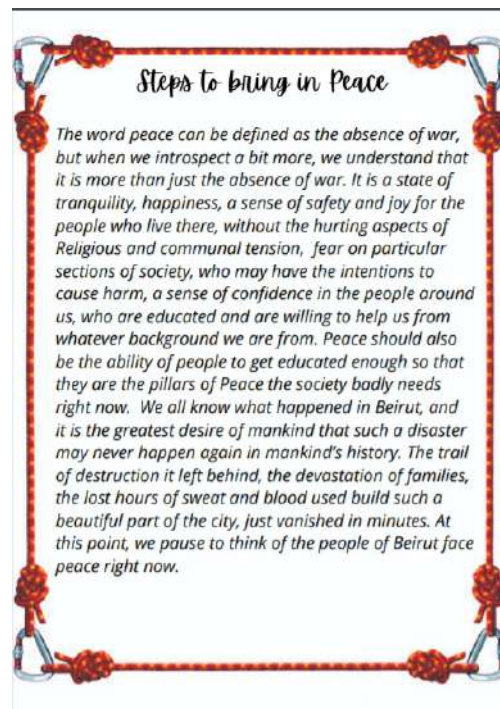 Steps to bring in Peace
The word peace can be defined as the absence of war,
but when we introspect a bit more, we understand that
it is more than just the absence of war. It is a state of
tranquility, happiness, a sense of safety and joy for the
people who live there, without the hurting aspects of
Religious and communal tension, fear on particular
sections of society, who may have the intentions to
cause harm, a sense of confidence in the people around
us, who are educated and are willing to help us from
whatever background we are from. Peace should also
be the ability of people to get educated enough so that
they are the pillars of Peace the society badly needs
right now. We all know what happened in Beirut, and
it is the greatest desire of mankind that such a disaster
may never happen again in mankind's history. The trail
of destruction it left behind, the devastation of families,
the lost hours of sweat and blood used build such a
beautiful part of the city, just vanished in minutes. At
this point, we pause to think of the people of Beirut face
peace right now.